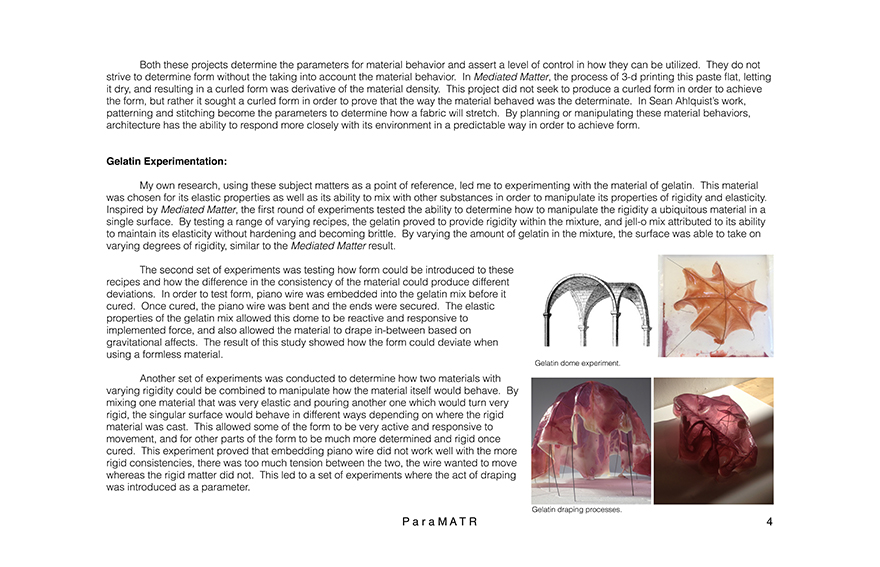 Both these projects determine the parameters for material behavior and assert a level of control in how they can be utilized.  They do not
strive to determine form without the taking into account the material behavior.  In Mediated Matter, the process of 3-d printing this paste flat, letting
it dry, and resulting in a curled form was derivative of the material density.  This project did not seek to produce a curled form in order to achieve
the form, but rather it sought a curled form in order to prove that the way the material behaved was the determinate.  In Sean Ahlquist's work,
patterning and stitching become the parameters to determine how a fabric will stretch.  By planning or manipulating these material behaviors,
architecture has the ability to respond more closely with its environment in a predictable way in order to achieve form.
Gelatin Experimentation:
My own research, using these subject matters as a point of reference, led me to experimenting with the material of gelatin.  This material
was chosen for its elastic properties as well as its ability to mix with other substances in order to manipulate its properties of rigidity and elasticity.
Inspired by Mediated Matter, the first round of experiments tested the ability to determine how to manipulate the rigidity a ubiquitous material in a
single surface.  By testing a range of varying recipes, the gelatin proved to provide rigidity within the mixture, and jell-o mix attributed to its ability
to maintain its elasticity without hardening and becoming brittle.  By varying the amount of gelatin in the mixture, the surface was able to take on
varying degrees of rigidity, similar to the Mediated Matter result.
The second set of experiments was testing how form could be introduced to these
recipes and how the difference in the consistency of the material could produce different
deviations.  In order to test form, piano wire was embedded into the gelatin mix before it
cured.  Once cured, the piano wire was bent and the ends were secured.  The elastic
properties of the gelatin mix allowed this dome to be reactive and responsive to
implemented force, and also allowed the material to drape in-between based on
gravitational affects.  The result of this study showed how the form could deviate when
using a formless material.
Gelatin dome experiment.
Another set of experiments was conducted to determine how two materials with
varying rigidity could be combined to manipulate how the material itself would behave.  By
mixing one material that was very elastic and pouring another one which would turn very
rigid, the singular surface would behave in different ways depending on where the rigid
material was cast.  This allowed some of the form to be very active and responsive to
movement, and for other parts of the form to be much more determined and rigid once
cured.  This experiment proved that embedding piano wire did not work well with the more
rigid consistencies, there was too much tension between the two, the wire wanted to move
whereas the rigid matter did not.  This led to a set of experiments where the act of draping
was introduced as a parameter.
Gelatin draping processes.
ParaMATR
4